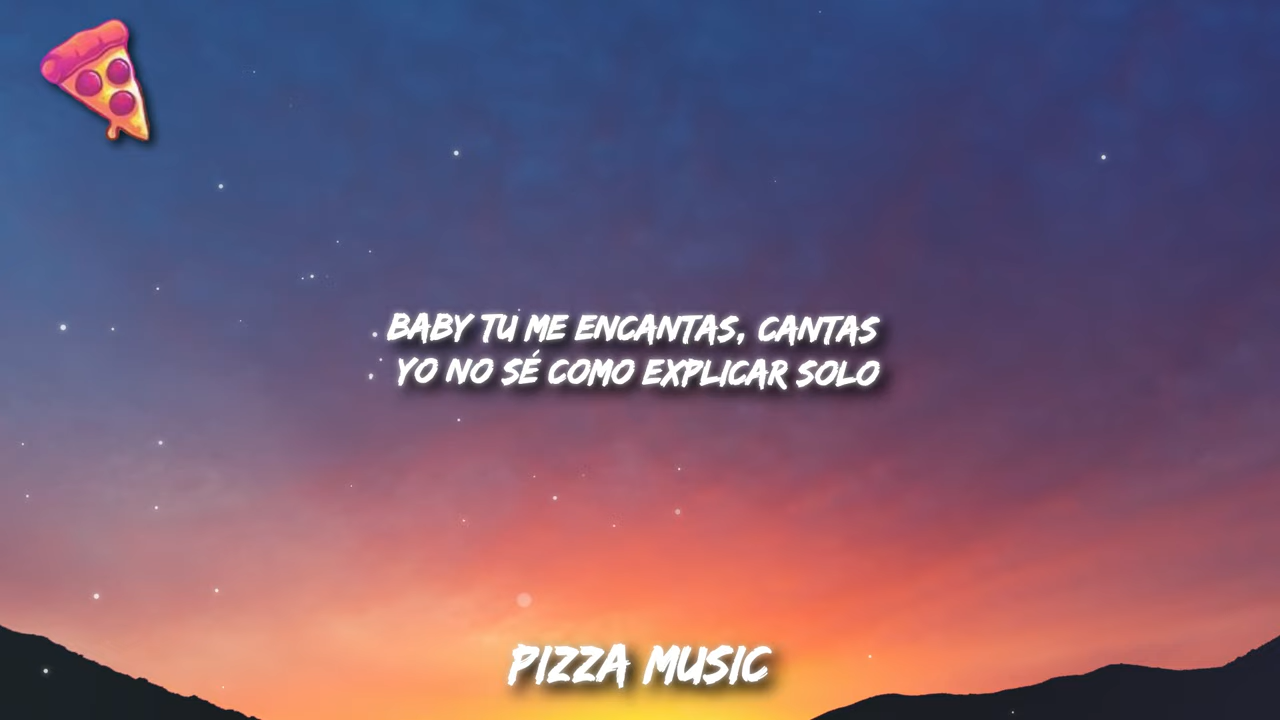 BABY TU ME ENCANTAS, CANTAS
YO NO SÉ COMO EXPLICAR SOLO
PIZZA MUSIC